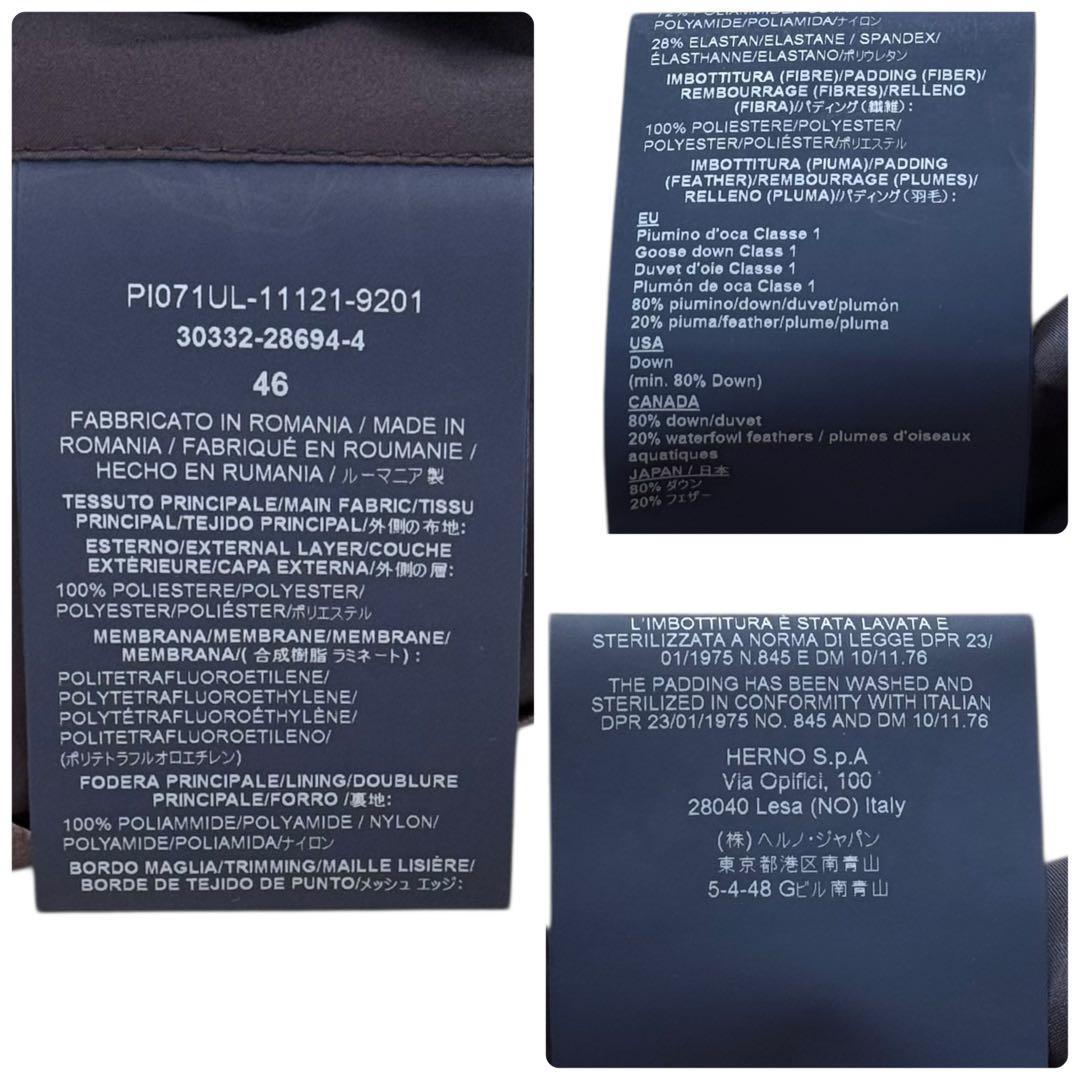 PI071UL-11121-9201
30332-28694-4
46
FABBRICATO IN ROMANIA / MADE IN
ROMANIA / FABRIQUÉ EN ROUMANIE /
HECHO EN RUMANIA / ルーマニア製
TESSUTO PRINCIPALE/MAIN FABRIC/TISSU
PRINCIPAL/TEJIDO PRINCIPAL/外側の布地:
ESTERNO/EXTERNAL LAYER/COUCHE
EXTÉRIEURE/CAPA EXTERNA/外側の層:
100% POLIESTERE/POLYESTER/
POLYESTER/POLIÉSTER/ポリエステル
MEMBRANA/MEMBRANE/MEMBRANE/
MEMBRANA/( 合成樹脂 ラミネート):
POLITETRAFLUOROETILENE/
POLYTETRAFLUOROETHYLENE/
POLYTÉTRAFLUOROETHYLÈNE/
POLITETRAFLUOROETILENO/
(ポリテトラフルオロエチレン)
FODERA PRINCIPALE/LINING/DOUBLURE
PRINCIPALE/FORRO /裏地:
100% POLIAMMIDE/POLYAMIDE / NYLON/
POLYAMIDE/POLIAMIDA/ナイロン
BORDO MAGLIA/TRIMMING/MAILLE LISIÈRE/
BORDE DE TEJIDO DE PUNTO/メッシュ エッジ:
POLYAMIDE/POLIAMIDA/ナイロン
28% ELASTAN/ELASTANE / SPANDEX/
ÉLASTHANNE/ELASTANO/ポリウレタン
IMBOTTITURA (FIBRE)/PADDING (FIBER)/
REMBOURRAGE (FIBRES)/RELLENO
(FIBRA)/パディング(繊維):
100% POLIESTERE/POLYESTER/
POLYESTER/POLIÉSTER/ポリエステル
IMBOTTITURA (PIUMA)/PADDING
(FEATHER)/REMBOURRAGE (PLUMES)/
RELLENO (PLUMA)/パディング(羽毛):
EU
Piumino d'oca Classe 1
Goose down Classe 1
Duvet d'oie Classe 1
Plumón de oca Clase 1
80% piumino/down/duvet/plumón
20% piuma/feather/plume/pluma
USA
Down
(min. 80% Down)
CANADA
80% down/duvet
20% waterfowl feathers / plumes d'oiseaux
aquatiques
JAPAN / 日本
80% ダウン
20% フェザー
L'IMBOTTITURA È STATA LAVATA E
STERILIZZATA A NORMA DI LEGGE DPR 23/
01/1975 N.845 E DM 10/11.76
THE PADDING HAS BEEN WASHED AND
STERILIZED IN CONFORMITY WITH ITALIAN
DPR 23/01/1975 NO. 845 AND DM 10/11.76
HERNO S.p.A
Via Opifici, 100
28040 Lesa (NO) Italy
(株)ヘルノ・ジャパン
東京都港区南青山
5-4-48 Gビル南青山